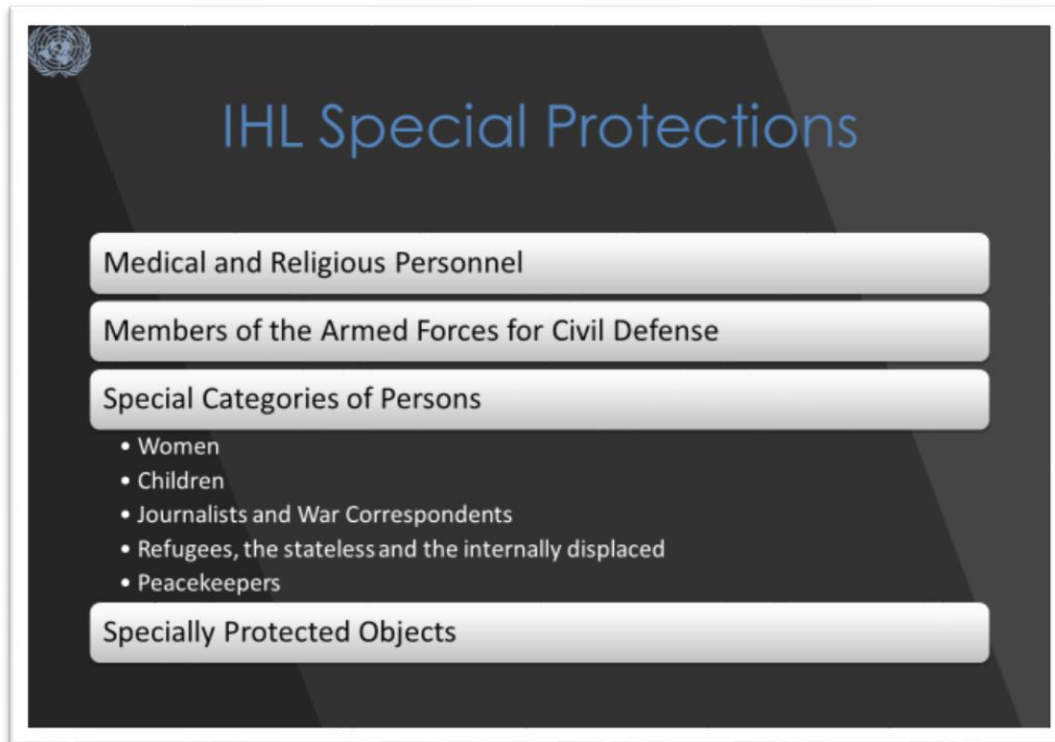 IHL Special Protections
Medical and Religious Personnel
Members of the Armed Forces for Civil Defense
Special Categories of Persons
• Women
• Children
• Journalists and War Correspondents
• Refugees, the stateless and the internally displaced
• Peacekeepers
Specially Protected Objects